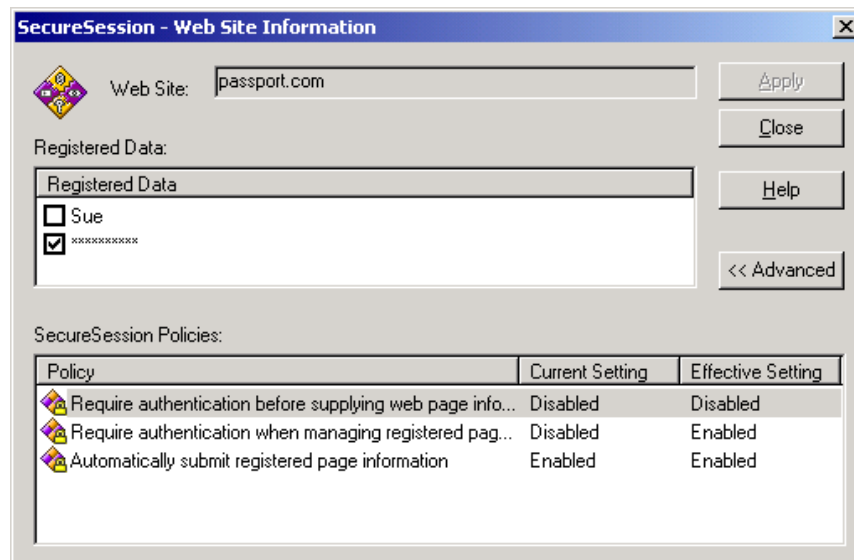 SecureSession - Web Site Information
Web Site: passport.com
Apply
Close
Registered Data:
Registered Data
Help
Sue
**********
<< Advanced
SecureSession Policies:
Policy Current Setting Effective Setting
Require authentication before supplying web page info... Disabled Disabled
Require authentication when managing registered pag... Disabled Enabled
Automatically submit registered page information Enabled Enabled